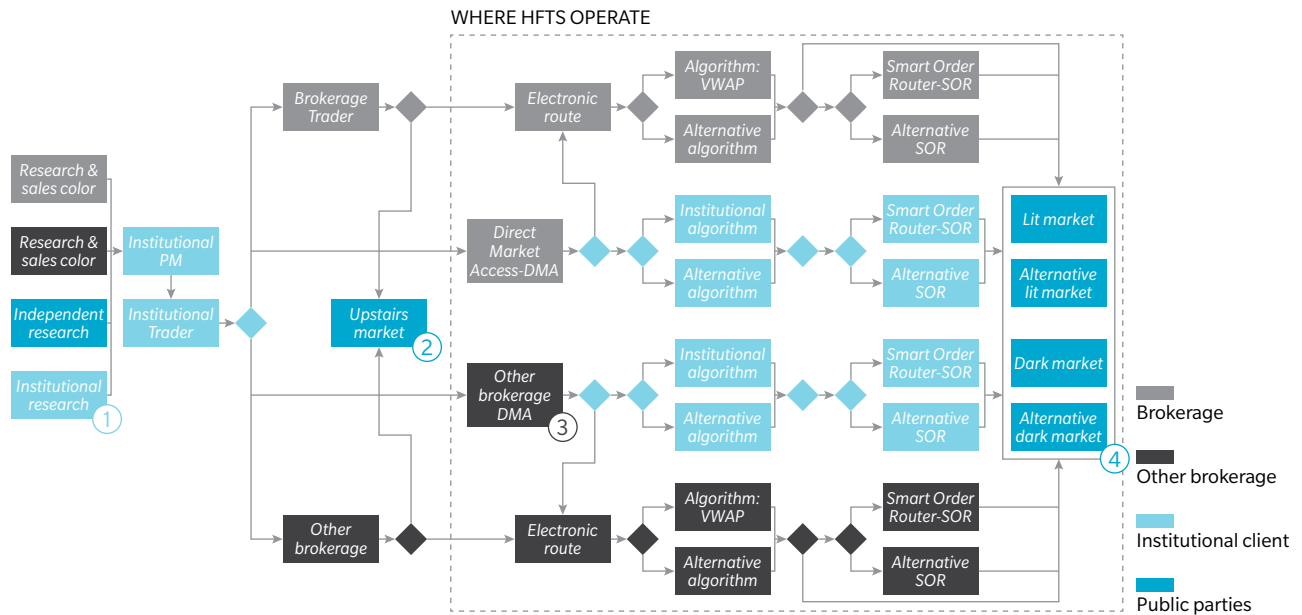 WHERE HFTS OPERATE
Research &
sales color
Research &
sales color
Independent
research
Institutional
research
1
Institutional
PM
Institutional
Trader
Brokerage
Trader
Upstairs
market
2
Other
brokerage
Electronic
route
Direct
Market
Access-DMA
Other
brokerage
DMA
3
Electronic
route
Algorithm:
VWAP
Alternative
algorithm
Institutional
algorithm
Alternative
algorithm
Institutional
algorithm
Alternative
algorithm
Algorithm:
VWAP
Alternative
algorithm
Smart Order
Router-SOR
Alternative
SOR
Smart Order
Router-SOR
Alternative
SOR
Smart Order
Router-SOR
Alternative
SOR
Smart Order
Router-SOR
Alternative
SOR
Lit market
Alternative
lit market
Dark market
Alternative
dark market
4
Brokerage
Other brokerage
Institutional client
Public parties